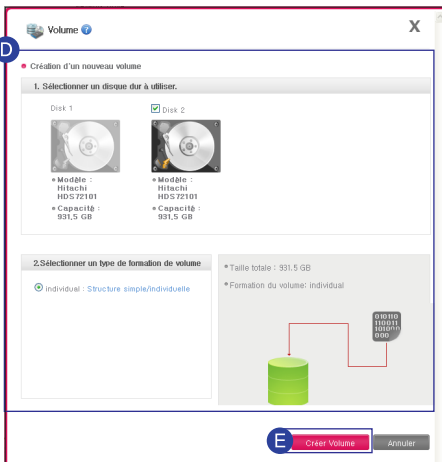 Volume ?
X
D
Création d'un nouveau volume
1. Sélectionner un disque dur à utiliser.
Disk 1
Disk 2
Modèle :
Hitachi
HDS72101
Capacité :
931,5 GB
Modèle :
Hitachi
HDS72101
Capacité :
931,5 GB
2.Sélectionner un type de formation de volume
individual : Structure simple/individuelle
Taille totale : 931.5 GB
Formation du volume: individual
010110
110011
101000
000
E
Créer Volume
Annuler